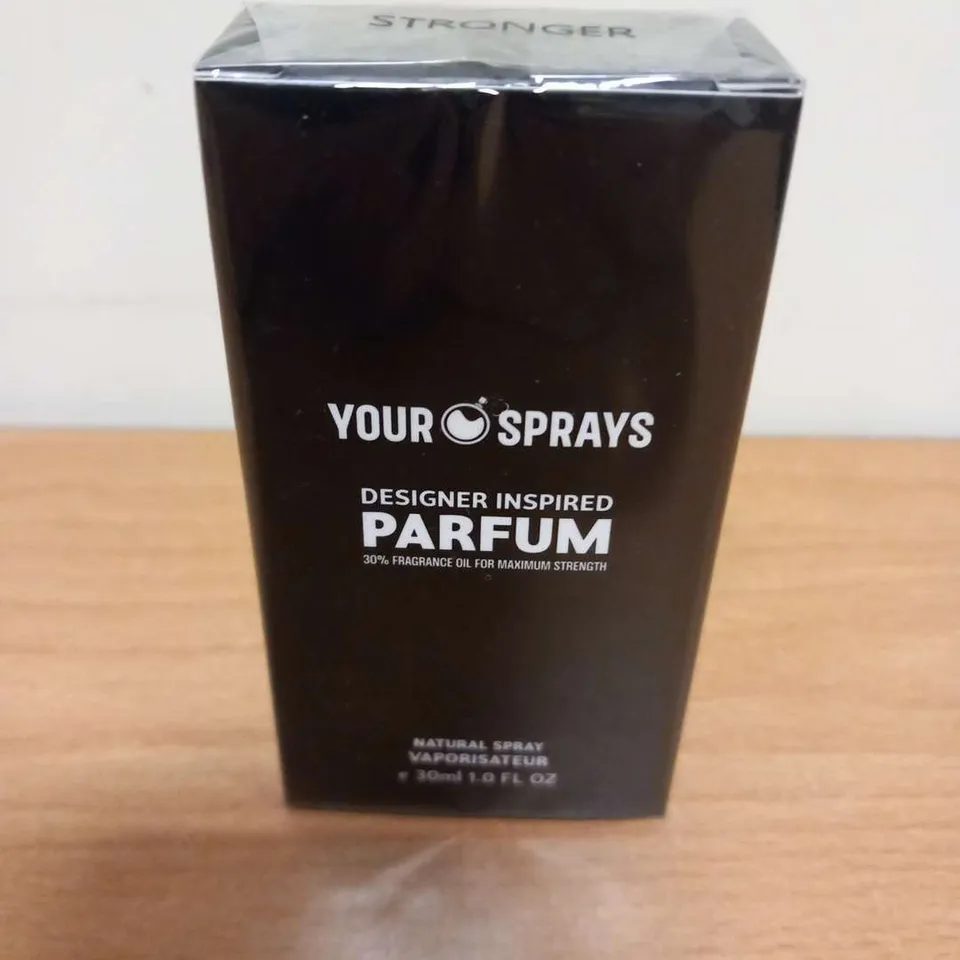 STRONGER
YOUR SPRAYS
DESIGNER INSPIRED
PARFUM
30% FRAGRANCE OIL FOR MAXIMUM STRENGTH
NATURAL SPRAY
VAPORISATEUR
e 30ml 1.0 FL OZ